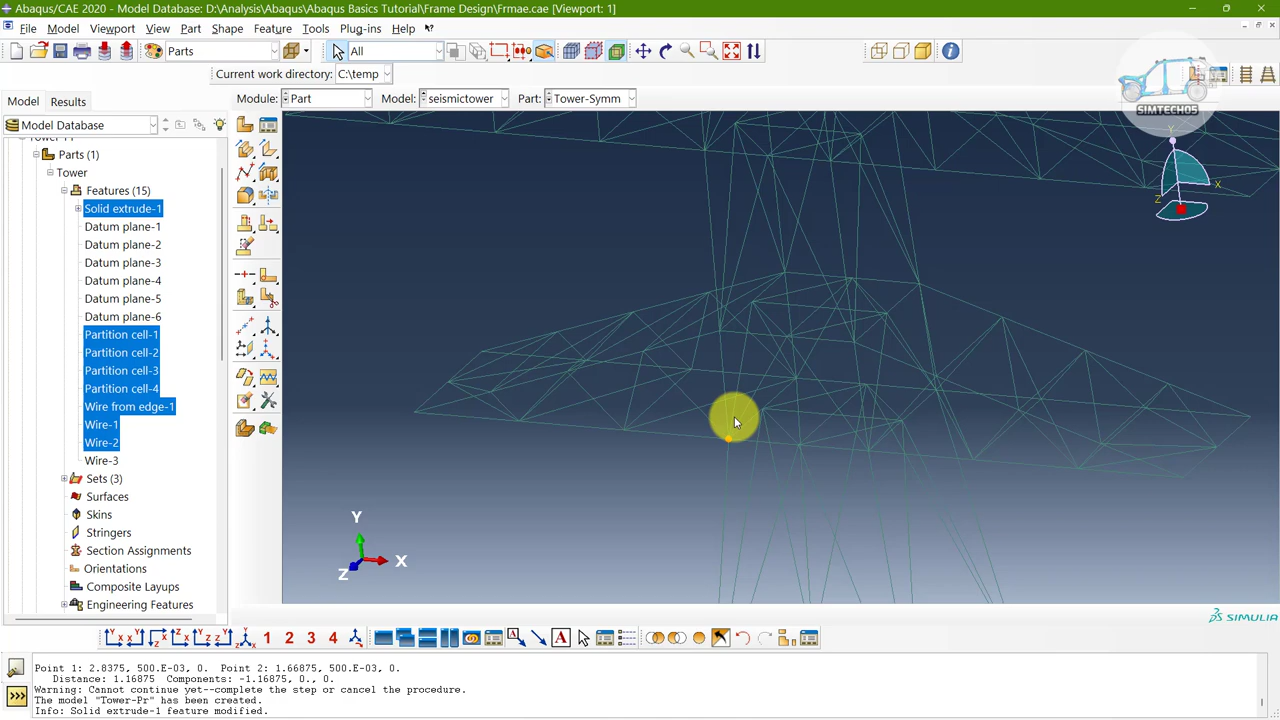 Abaqus/CAE 2020 - Model Database: D:\Analysis\Abaqus\Abaqus Basics Tutorial\Frame Design\Frmae.cae [Viewport: 1]
File Model Viewport View Part Shape Feature Tools Plug-ins Help
Parts All
Current work directory: C:\temp
SIMTECH05
Model Results Module: Part Model: seismictower Part: Tower-Symm
Model Database
Parts (1)
Tower
Features (15)
Solid extrude-1
Datum plane-1
Datum plane-2
Datum plane-3
Datum plane-4
Datum plane-5
Datum plane-6
Partition cell-1
Partition cell-2
Partition cell-3
Partition cell-4
Wire from edge-1
Wire-1
Wire-2
Wire-3
Sets (3)
Surfaces
Skins
Stringers
Section Assignments
Orientations
Composite Layups
Engineering Features
Y
X
Z
Y
X
Z
1 2 3 4
SIMULIA
Point 1: 2.8375, 500.E-03, 0. Point 2: 1.66875, 500.E-03, 0.
Distance: 1.16875 Components: -1.16875, 0., 0.
Warning: Cannot continue yet--complete the step or cancel the procedure.
The model "Tower-Pr" has been created.
Info: Solid extrude-1 feature modified.